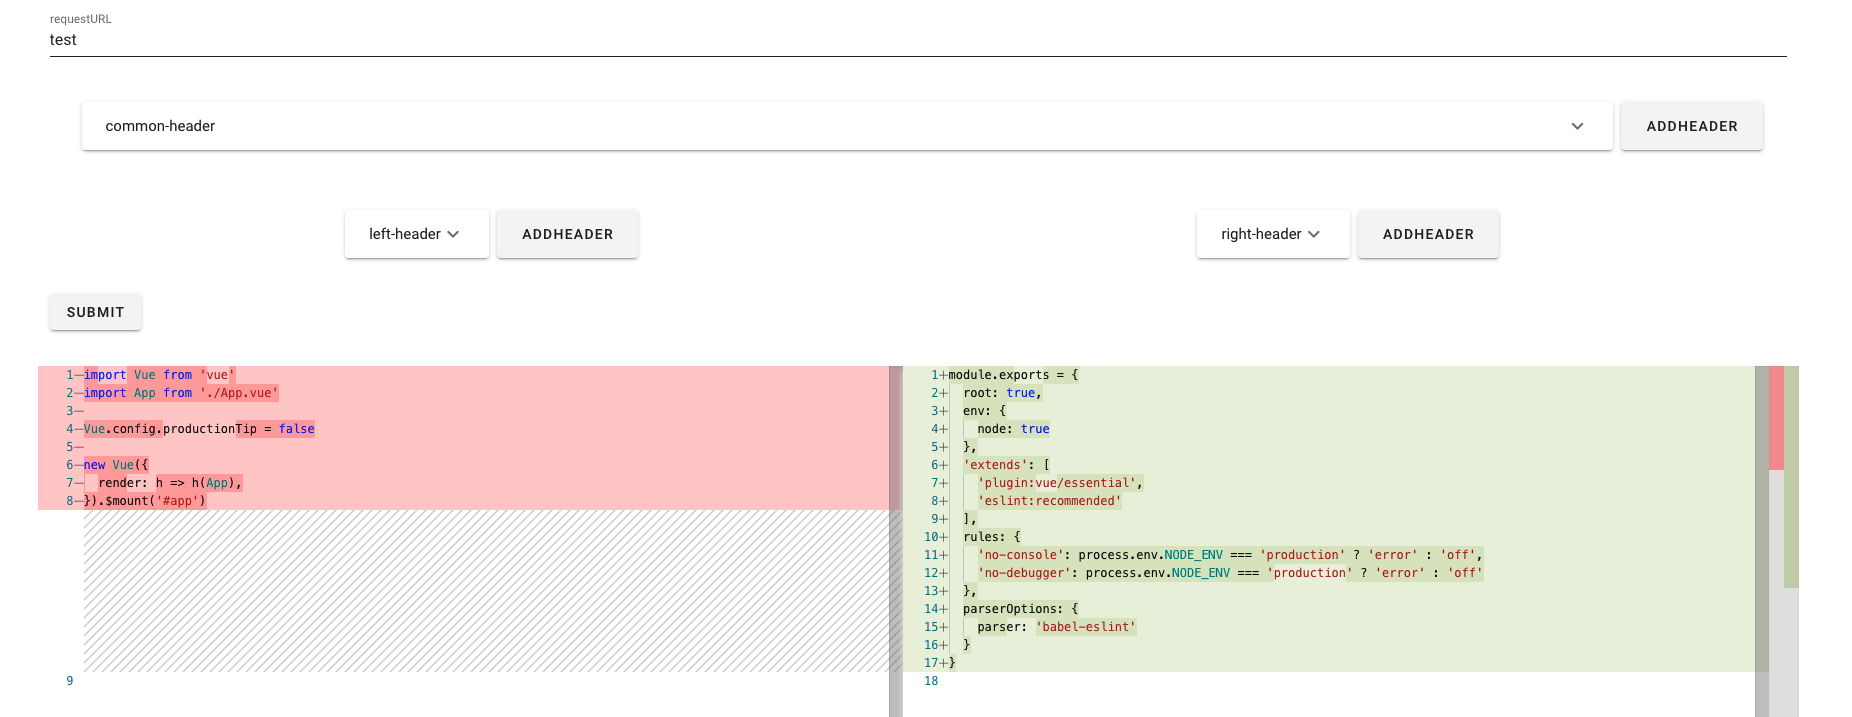 requestURL
test
common-header
ADDHEADER
left-header
ADDHEADER
right-header
ADDHEADER
SUBMIT
1—import Vue from 'vue'
2—import App from './App.vue'
3—
4—Vue.config.productionTip = false
5—
6—new Vue({
7—  render: h => h(App),
8—}).$mount('#app')
9
1+module.exports = {
2+  root: true,
3+  env: {
4+    node: true
5+  },
6+  'extends': [
7+    'plugin:vue/essential',
8+    'eslint:recommended'
9+  ],
10+  rules: {
11+    'no-console': process.env.NODE_ENV === 'production' ? 'error' : 'off',
12+    'no-debugger': process.env.NODE_ENV === 'production' ? 'error' : 'off'
13+  },
14+  parserOptions: {
15+    parser: 'babel-eslint'
16+  }
17+}
18